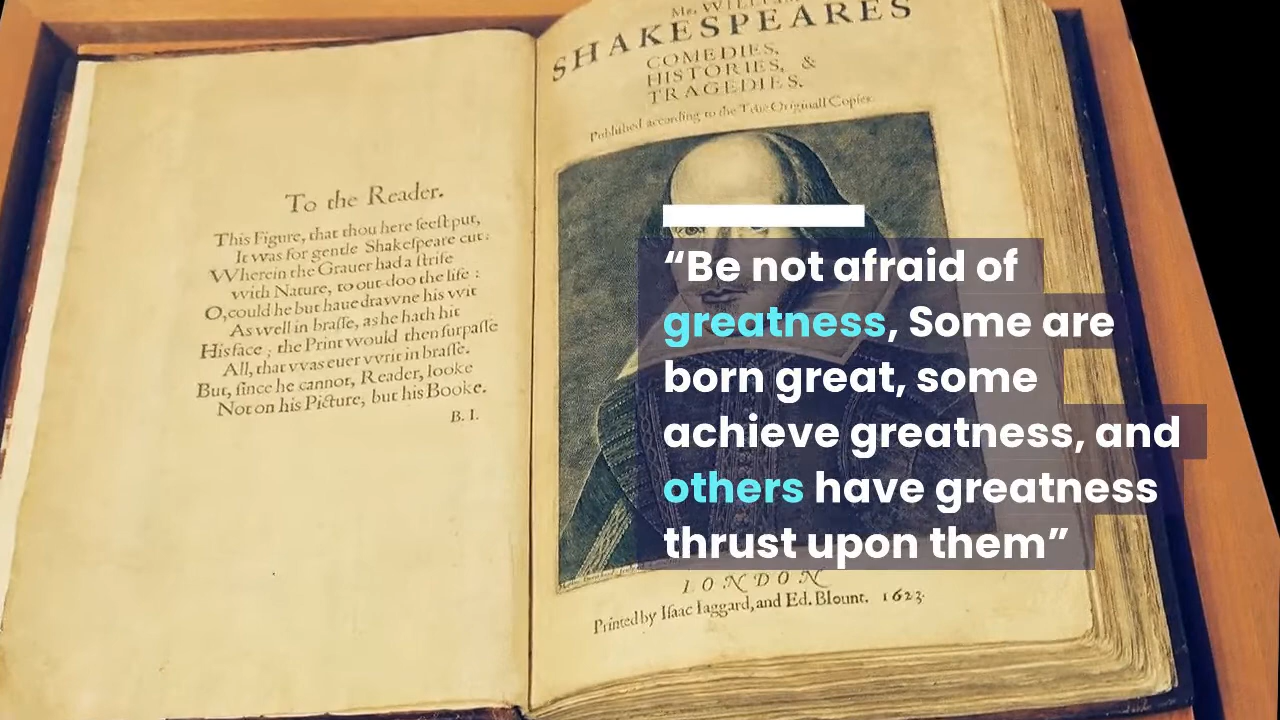 To the Reader.
This Figure, that thou here seest put,
It was for gentle Shakespeare cut:
Wherein the Grauer had a strife
with Nature, to out-doo the life :
O, could he but haue drawne his wit
As well in brasse, as he hath hit
His face ; the Print would then surpasse
All, that vvas euer vvrit in brasse.
But, since he cannot, Reader, looke
Not on his Picture, but his Booke.
B. I.
Mr. WILLIAM
SHAKESPEARES
COMEDIES,
HISTORIES, &
TRAGEDIES.
Published according to the True Originall Copies.
“Be not afraid of
greatness, Some are
born great, some
achieve greatness, and
others have greatness
thrust upon them”
LONDON
Printed by Isaac Iaggard, and Ed. Blount. 1623.